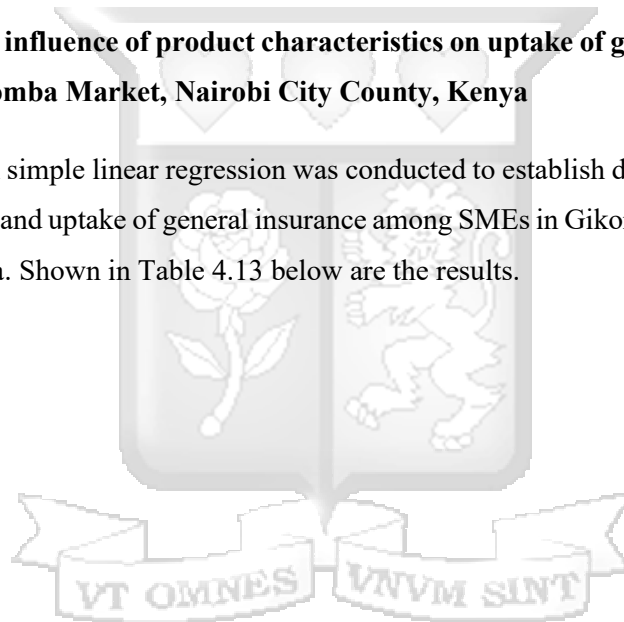 influence of product characteristics on uptake of g
omba Market, Nairobi City County, Kenya
simple linear regression was conducted to establish d
and uptake of general insurance among SMEs in Giko
a. Shown in Table 4.13 below are the results.
VT OMNES VNVM SINT